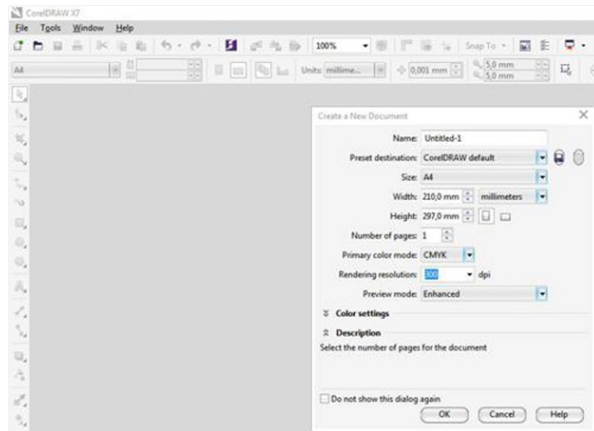 CorelDRAW X7
File Tools Window Help
100% Snap To
A4 Units: millime... 0,001 mm 5,0 mm
5,0 mm
Create a New Document
Name: Untitled-1
Preset destination: CorelDRAW default
Size: A4
Width: 210,0 mm millimeters
Height: 297,0 mm
Number of pages: 1
Primary color mode: CMYK
Rendering resolution: 300 dpi
Preview mode: Enhanced
Color settings
Description
Select the number of pages for the document
Do not show this dialog again
OK Cancel Help